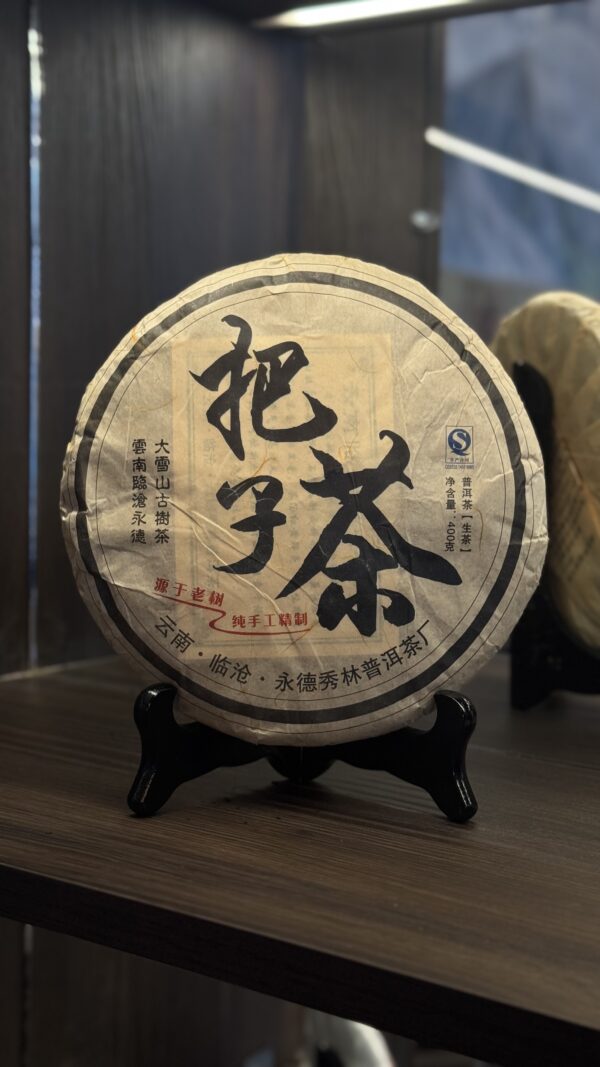 把子茶
大雪山古樹茶
雲南臨滄永德
普洱茶【生茶】
净含量：400克
源于老树
纯手工精制
云南·临沧·永德秀林普洱茶厂